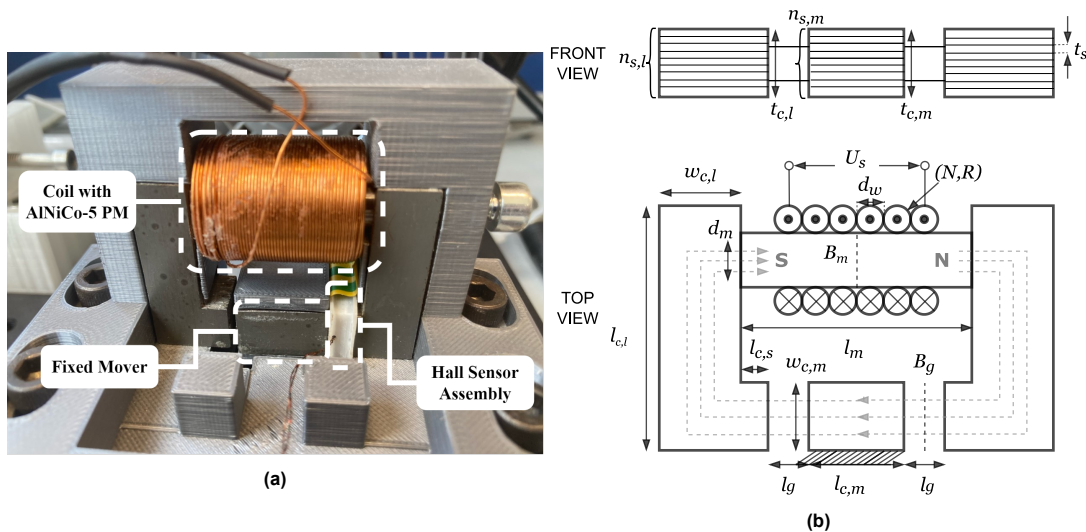 Coil with
AlNiCo-5 PM
Fixed Mover
Hall Sensor
Assembly
(a)
FRONT
VIEW
n_{s,l}
n_{s,m}
t_{c,l}
t_{c,m}
t_s
TOP
VIEW
U_s
w_{c,l}
d_w
(N,R)
d_m
S
B_m
N
l_{c,l}
l_{c,s}
l_m
w_{c,m}
B_g
l_g
l_{c,m}
l_g
(b)